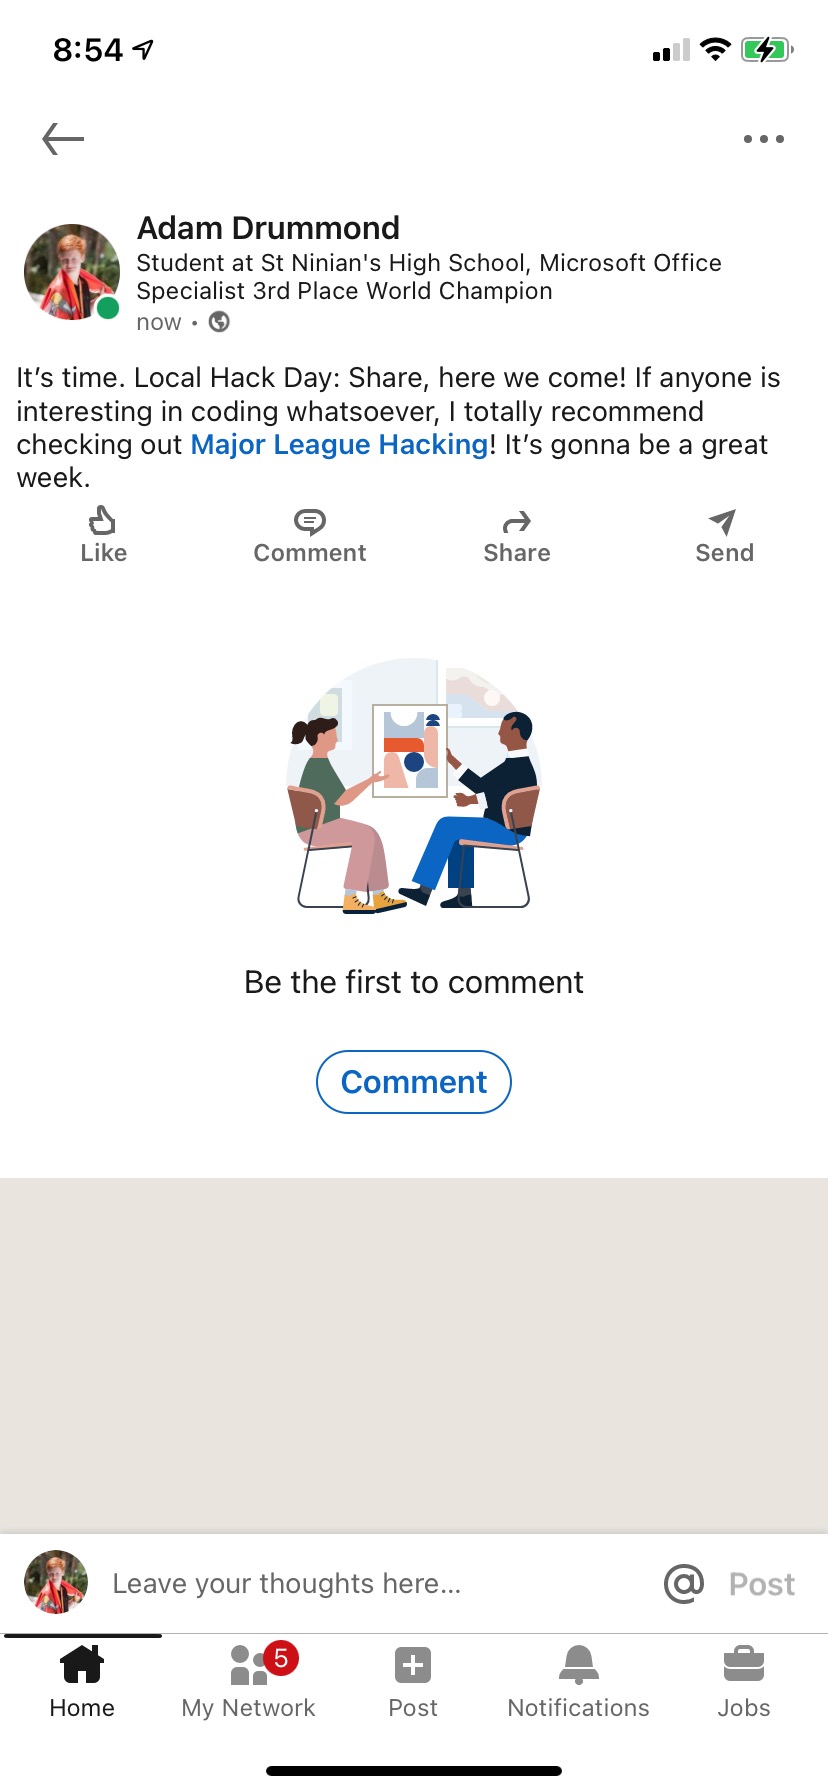 8:54
Adam Drummond
Student at St Ninian's High School, Microsoft Office
Specialist 3rd Place World Champion
now •
It’s time. Local Hack Day: Share, here we come! If anyone is
interesting in coding whatsoever, I totally recommend
checking out Major League Hacking! It’s gonna be a great
week.
Like Comment Share Send
Be the first to comment
Comment
Leave your thoughts here... @ Post
5
Home My Network Post Notifications Jobs